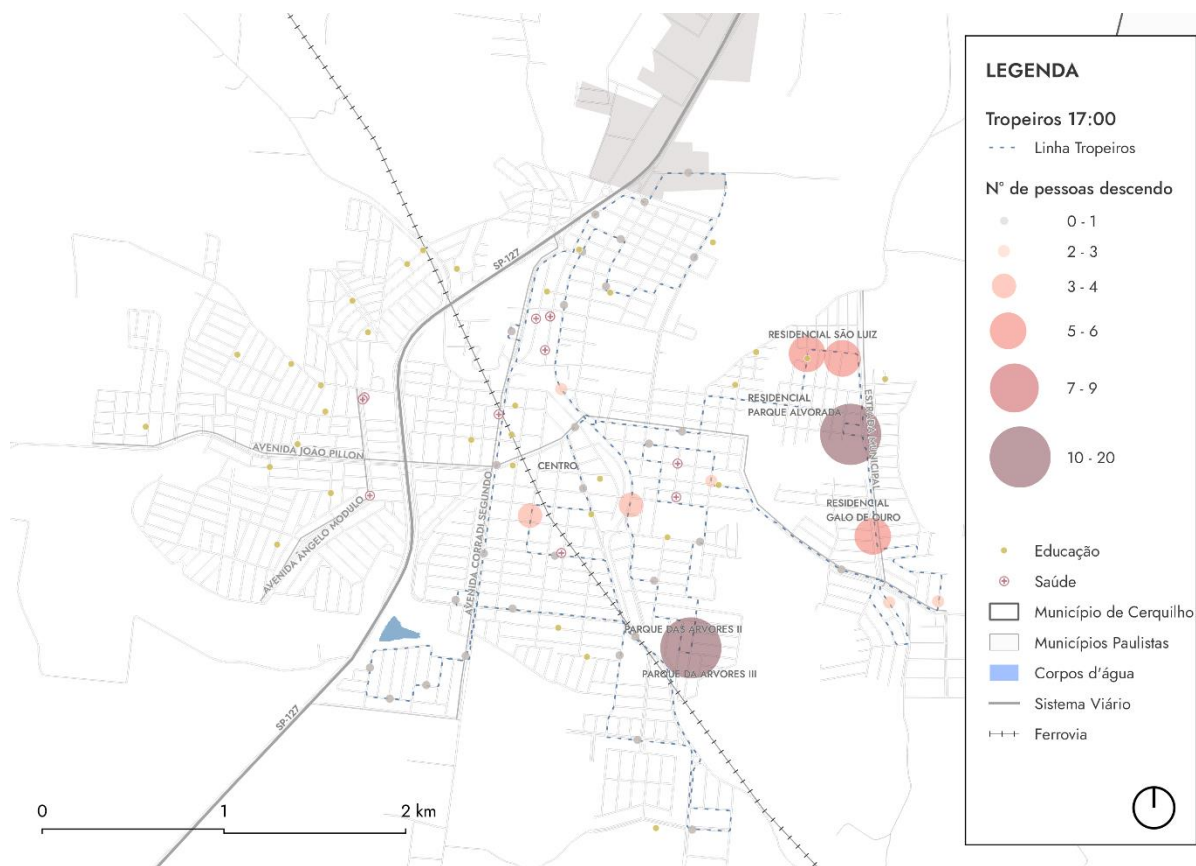 LEGENDA
Tropeiros 17:00
Linha Tropeiros
N° de pessoas descendo
0 - 1
2 - 3
3 - 4
5 - 6
7 - 9
10 - 20
Educação
Saúde
Município de Cerquilho
Municípios Paulistas
Corpos d'água
Sistema Viário
Ferrovia
SP-127
RESIDENCIAL SÃO LUIZ
RESIDENCIAL
PARQUE ALVORADA
ESTRADA MUNICIPAL
AVENIDA JOÃO PILLON
CENTRO
RESIDENCIAL
GALO DE OURO
AVENIDA ÂNGELO MODULO
AVENIDA CORRADI SEGUNDO
PARQUE DAS ÁRVORES II
PARQUE DA ÁRVORES III
SP-127
0 1 2 km